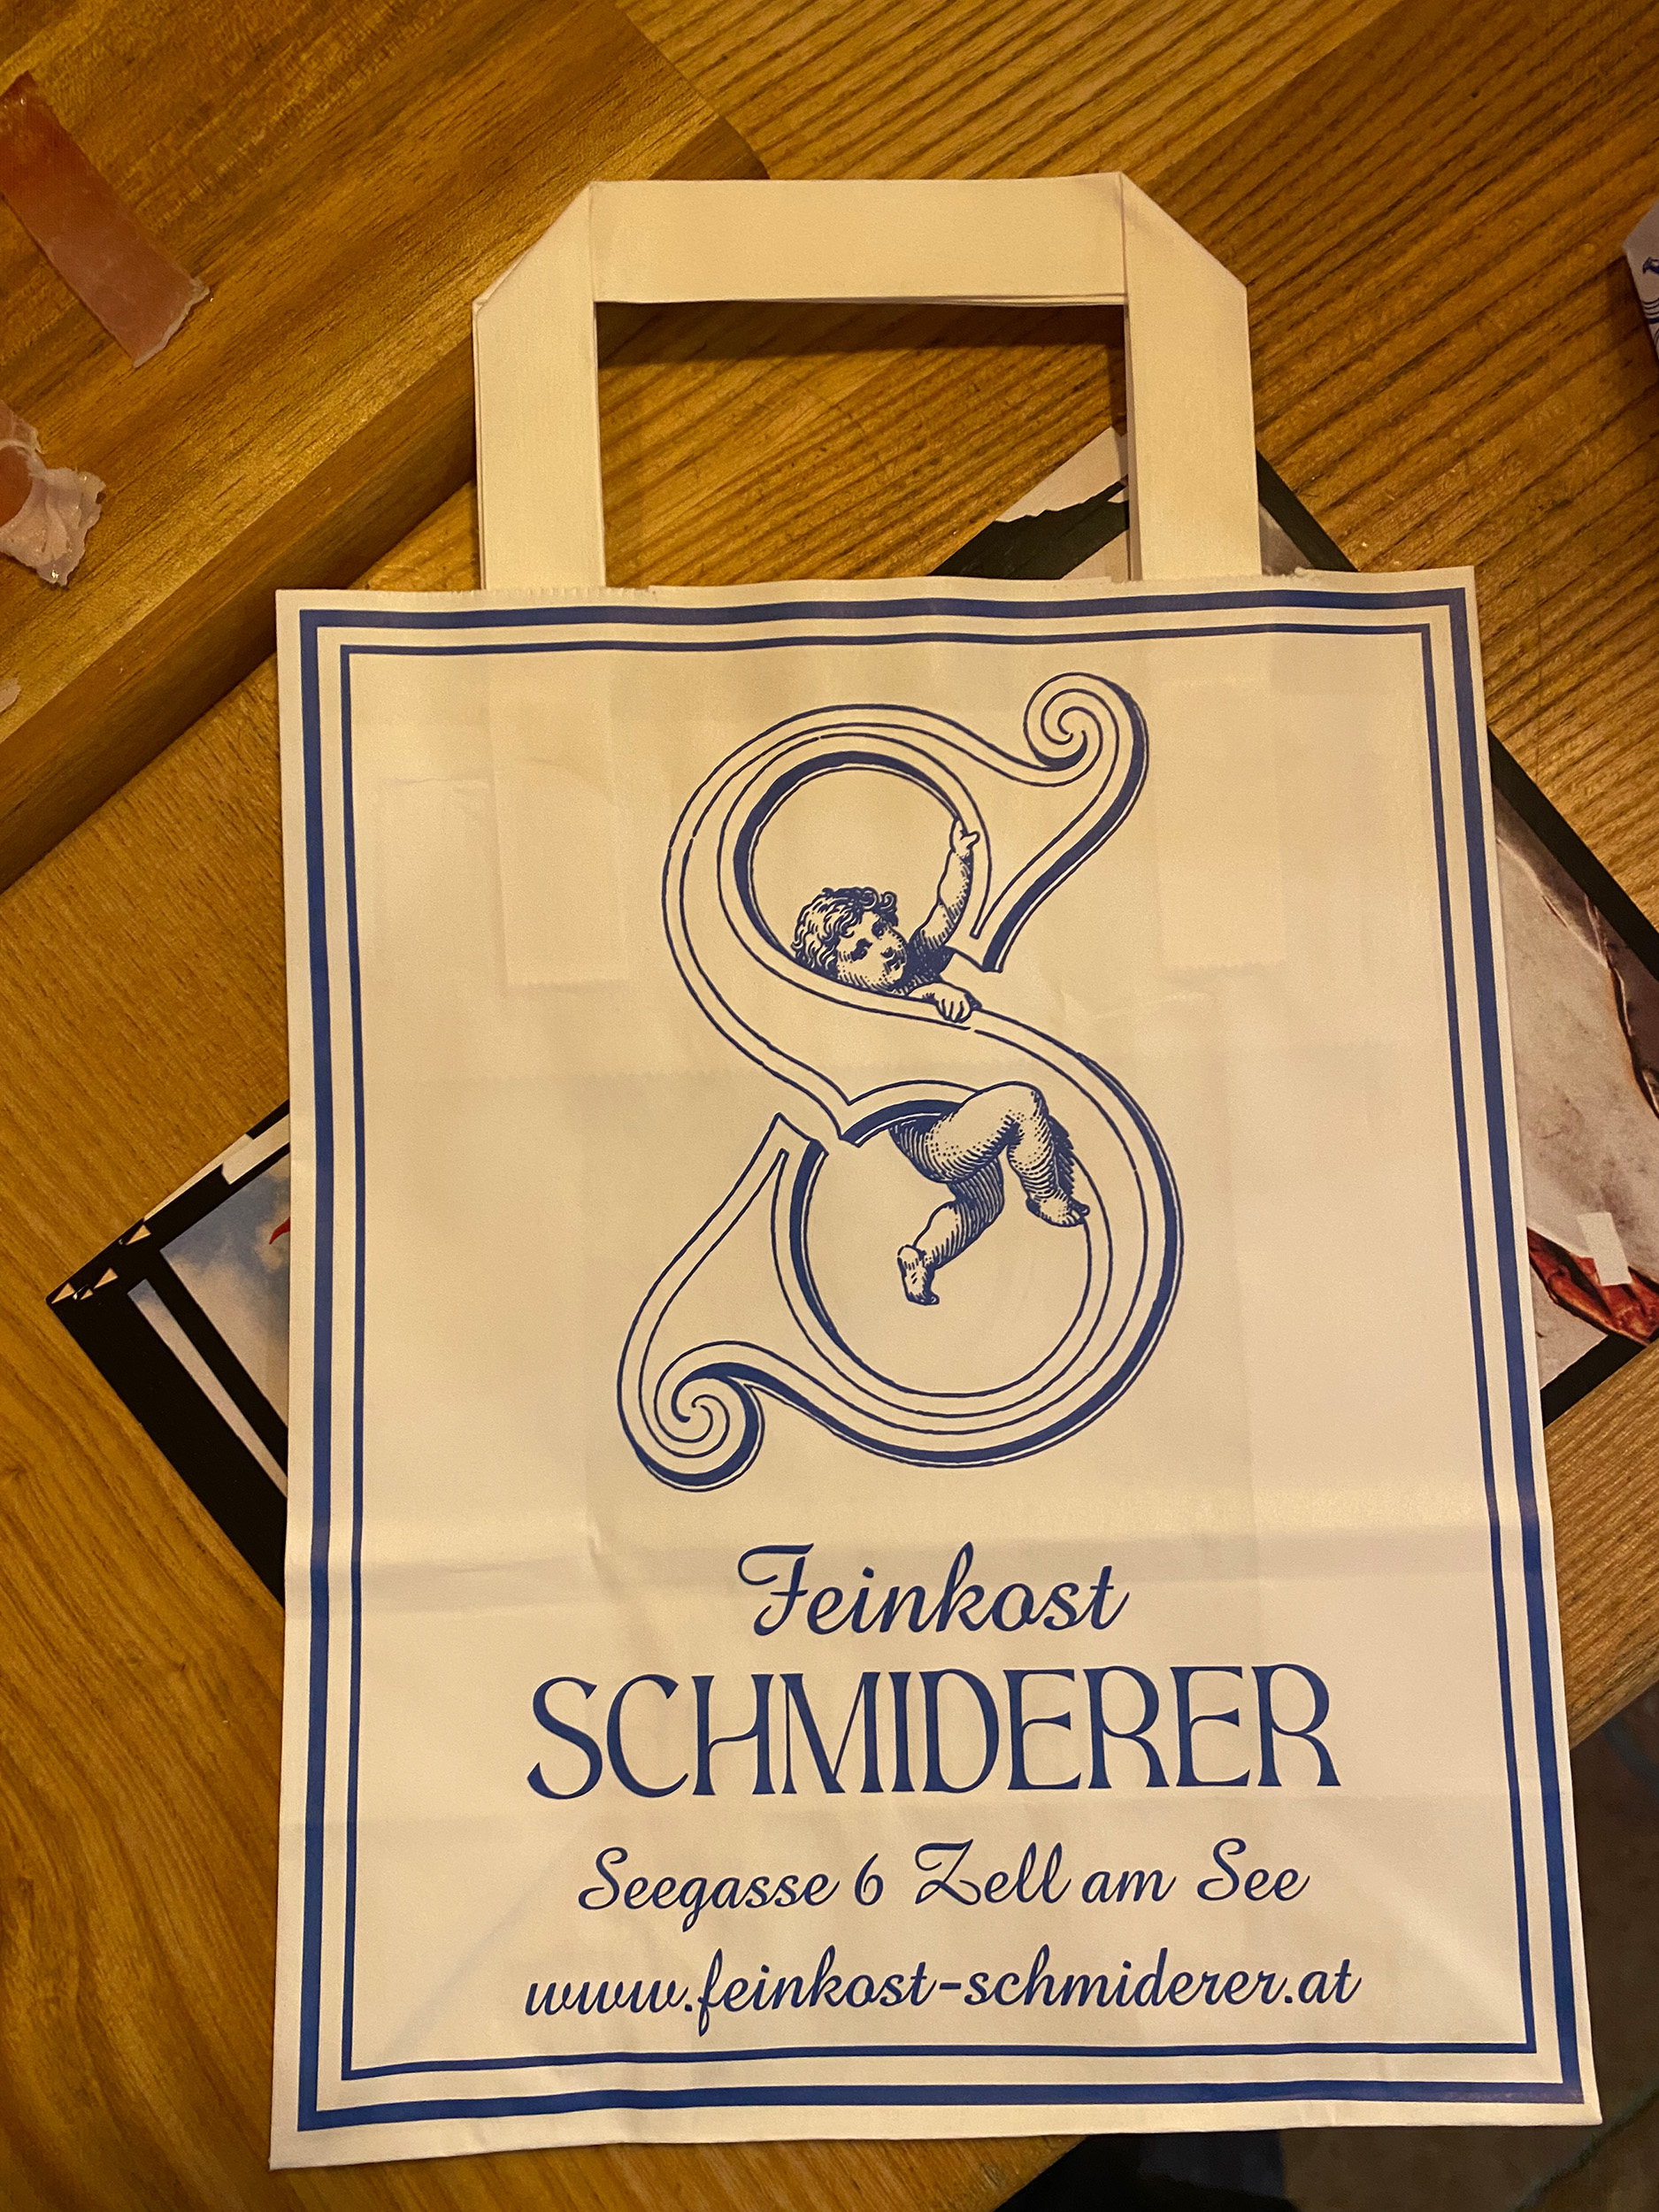 S
Feinkost
SCHMIDERER
Seegasse 6 Zell am See
www.feinkost-schmiderer.at